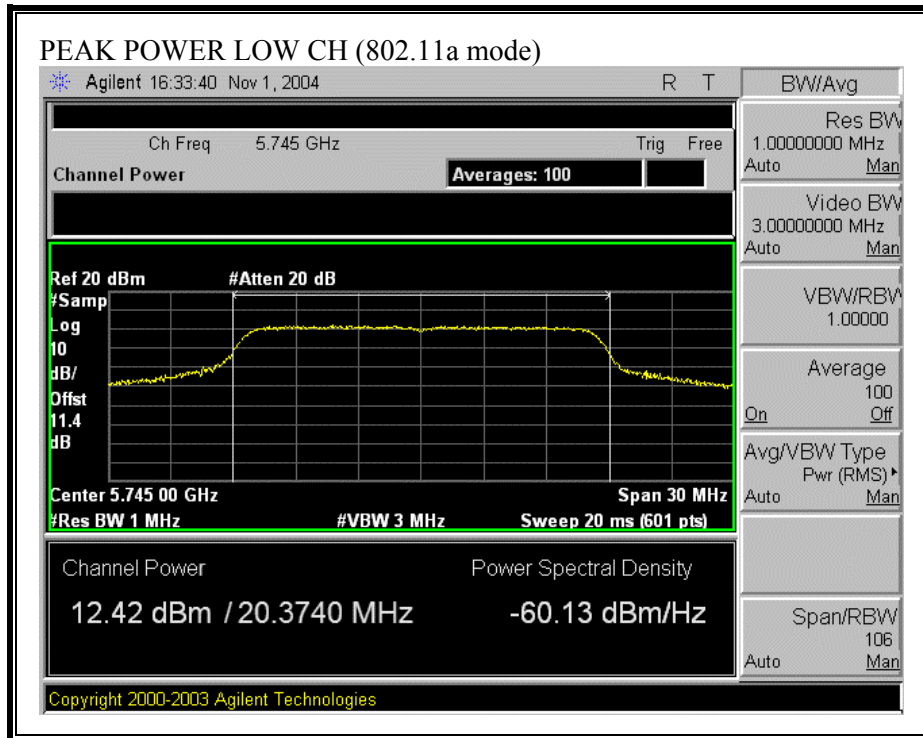 PEAK POWER LOW CH (802.11a mode)
Agilent 16:33:40 Nov 1, 2004 R T
BW/Avg
Ch Freq 5.745 GHz Trig Free
Channel Power Averages: 100
Ref 20 dBm #Atten 20 dB
#Samp
Log
10
dB/
Offst
11.4
dB
Center 5.745 00 GHz Span 30 MHz
#Res BW 1 MHz #VBW 3 MHz Sweep 20 ms (601 pts)
Channel Power Power Spectral Density
12.42 dBm / 20.3740 MHz -60.13 dBm/Hz
Copyright 2000-2003 Agilent Technologies
Res BW
1.00000000 MHz
Auto Man
Video BW
3.00000000 MHz
Auto Man
VBW/RBW
1.00000
Average
100
On Off
Avg/VBW Type
Pwr (RMS)
Auto Man
Span/RBW
106
Auto Man